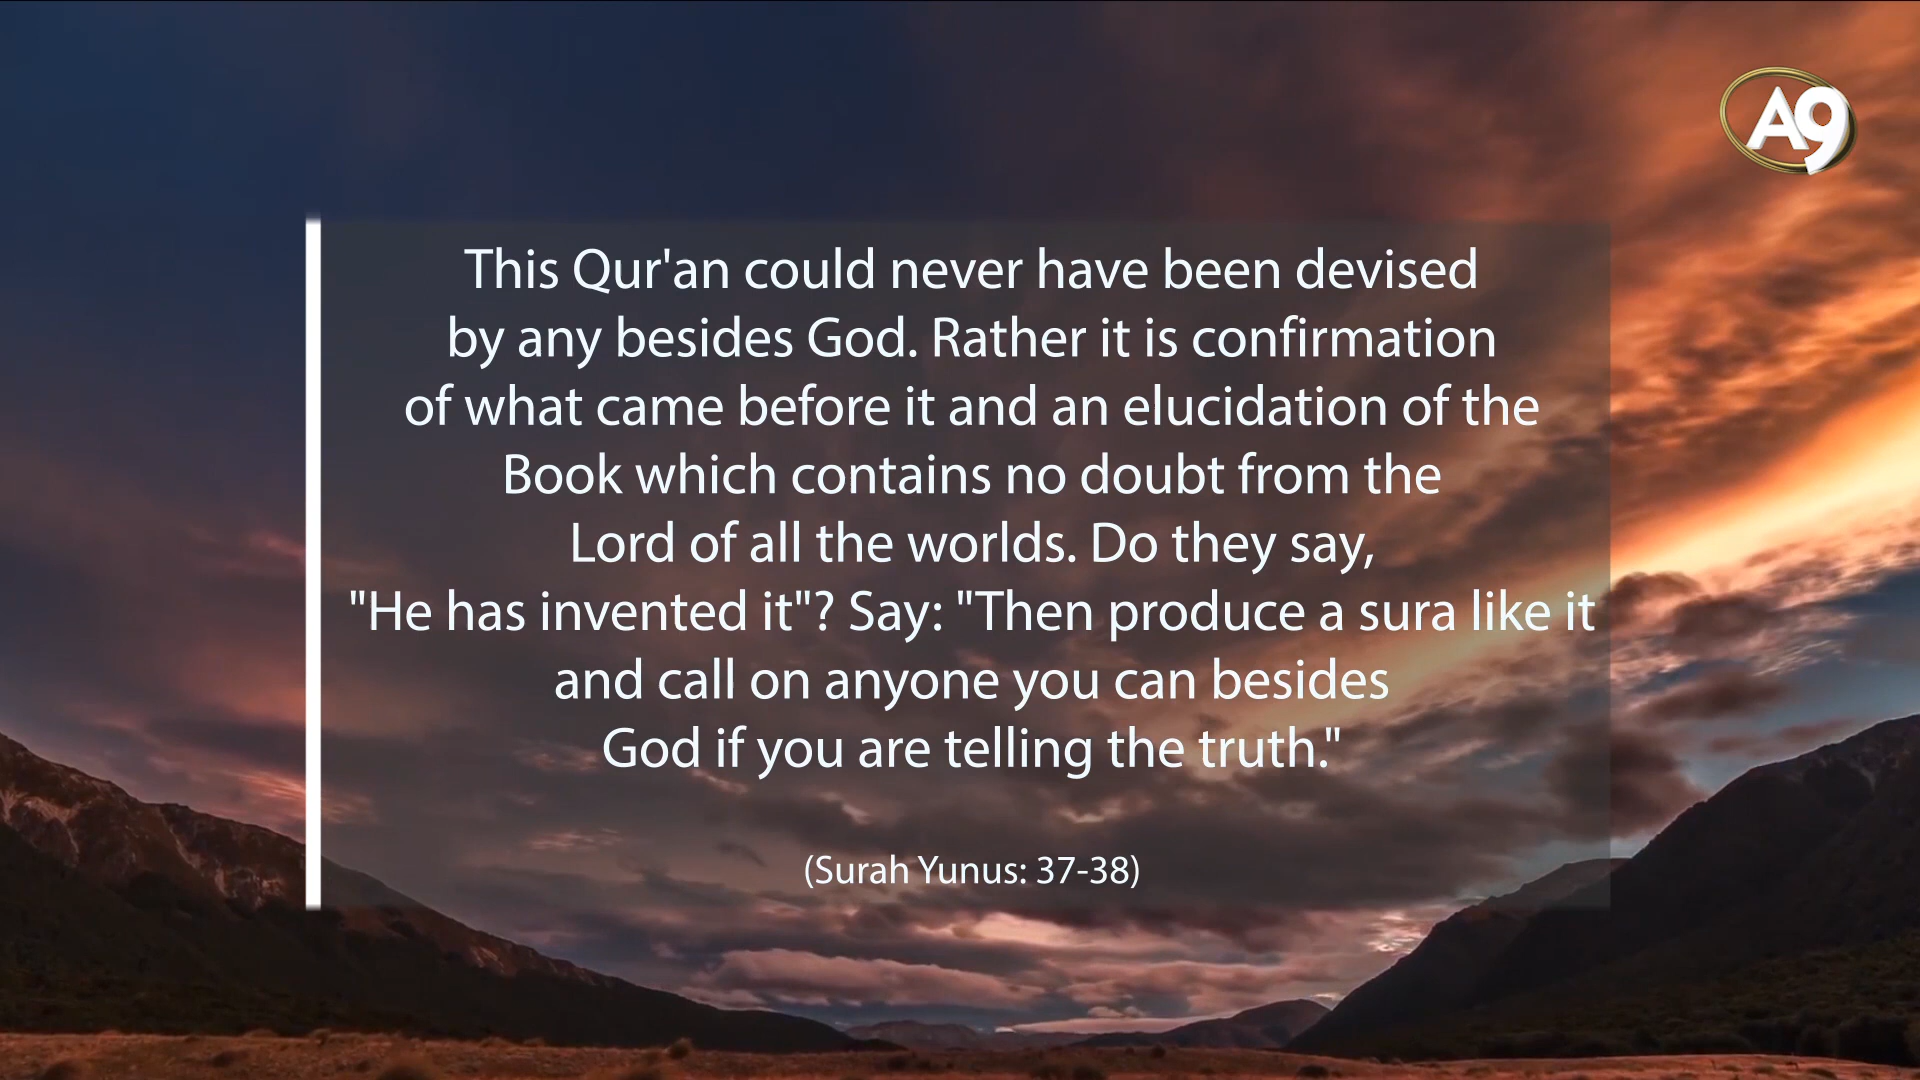 A9
This Qur'an could never have been devised
by any besides God. Rather it is confirmation
of what came before it and an elucidation of the
Book which contains no doubt from the
Lord of all the worlds. Do they say,
"He has invented it"? Say: "Then produce a sura like it
and call on anyone you can besides
God if you are telling the truth."
(Surah Yunus: 37-38)